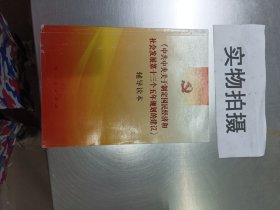 《中共中央关于制定国民经济和
社会发展第十三个五年规划的建议》
辅导读本
实物拍摄